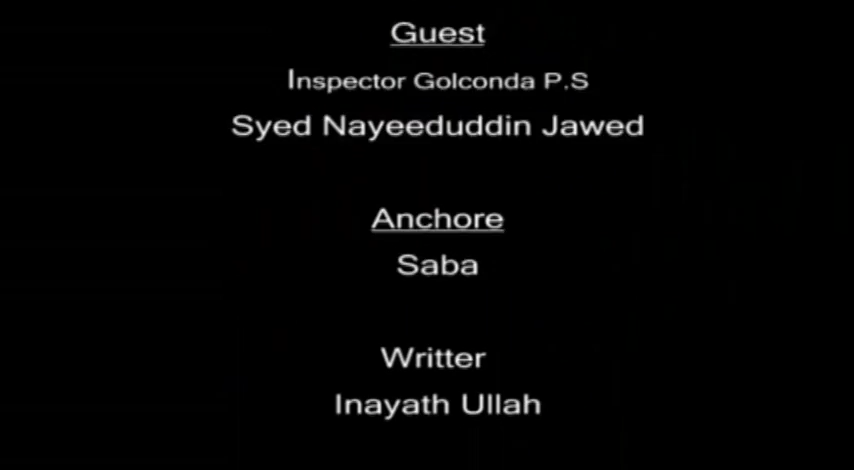 Guest
Inspector Golconda P.S
Syed Nayeeduddin Jawed
Anchore
Saba
Writter
Inayath Ullah